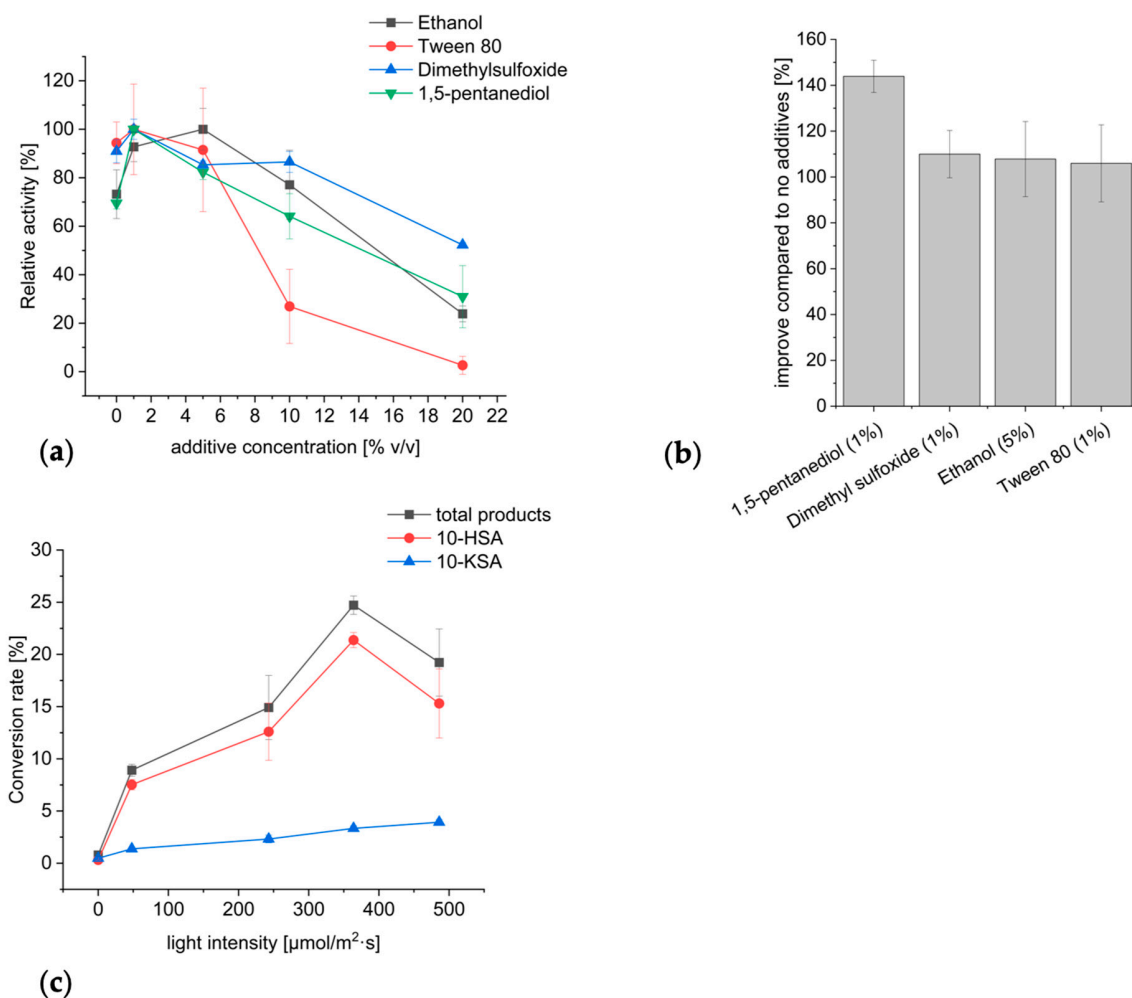 Ethanol
Tween 80
Dimethylsulfoxide
1,5-pentanediol
120
100
80
60
40
20
0
Relative activity [%]
0 2 4 6 8 10 12 14 16 18 20 22
additive concentration [% v/v]
(a)
160
140
120
100
80
60
40
20
0
improve compared to no additives [%]
1,5-pentanediol (1%)
Dimethyl sulfoxide (1%)
Ethanol (5%)
Tween 80 (1%)
(b)
total products
10-HSA
10-KSA
30
25
20
15
10
5
0
Conversion rate [%]
0 100 200 300 400 500
light intensity [µmol/m²·s]
(c)